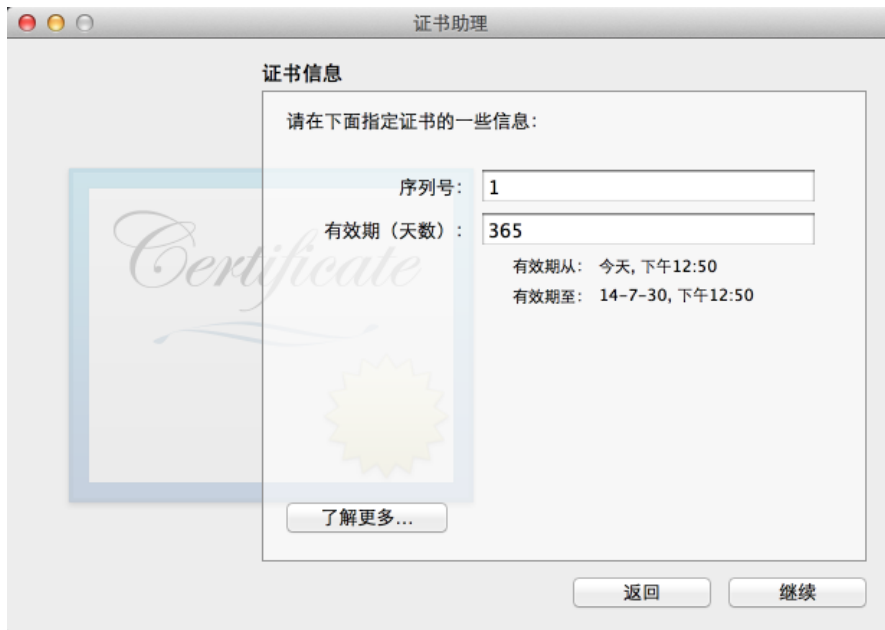 证书助理
证书信息
请在下面指定证书的一些信息：
序列号： 1
有效期（天数）： 365
有效期从： 今天, 下午12:50
有效期至： 14-7-30, 下午12:50
Certificate
了解更多...
返回 继续